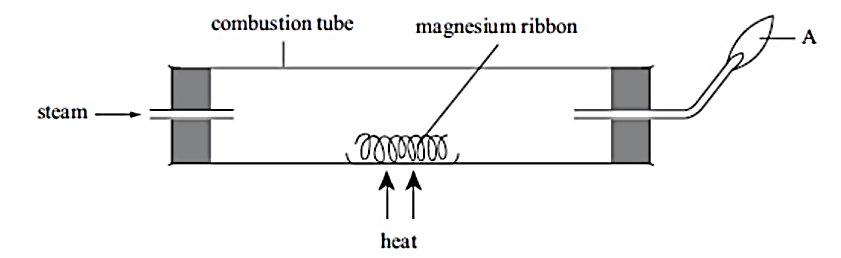 combustion tube
magnesium ribbon
A
steam
heat